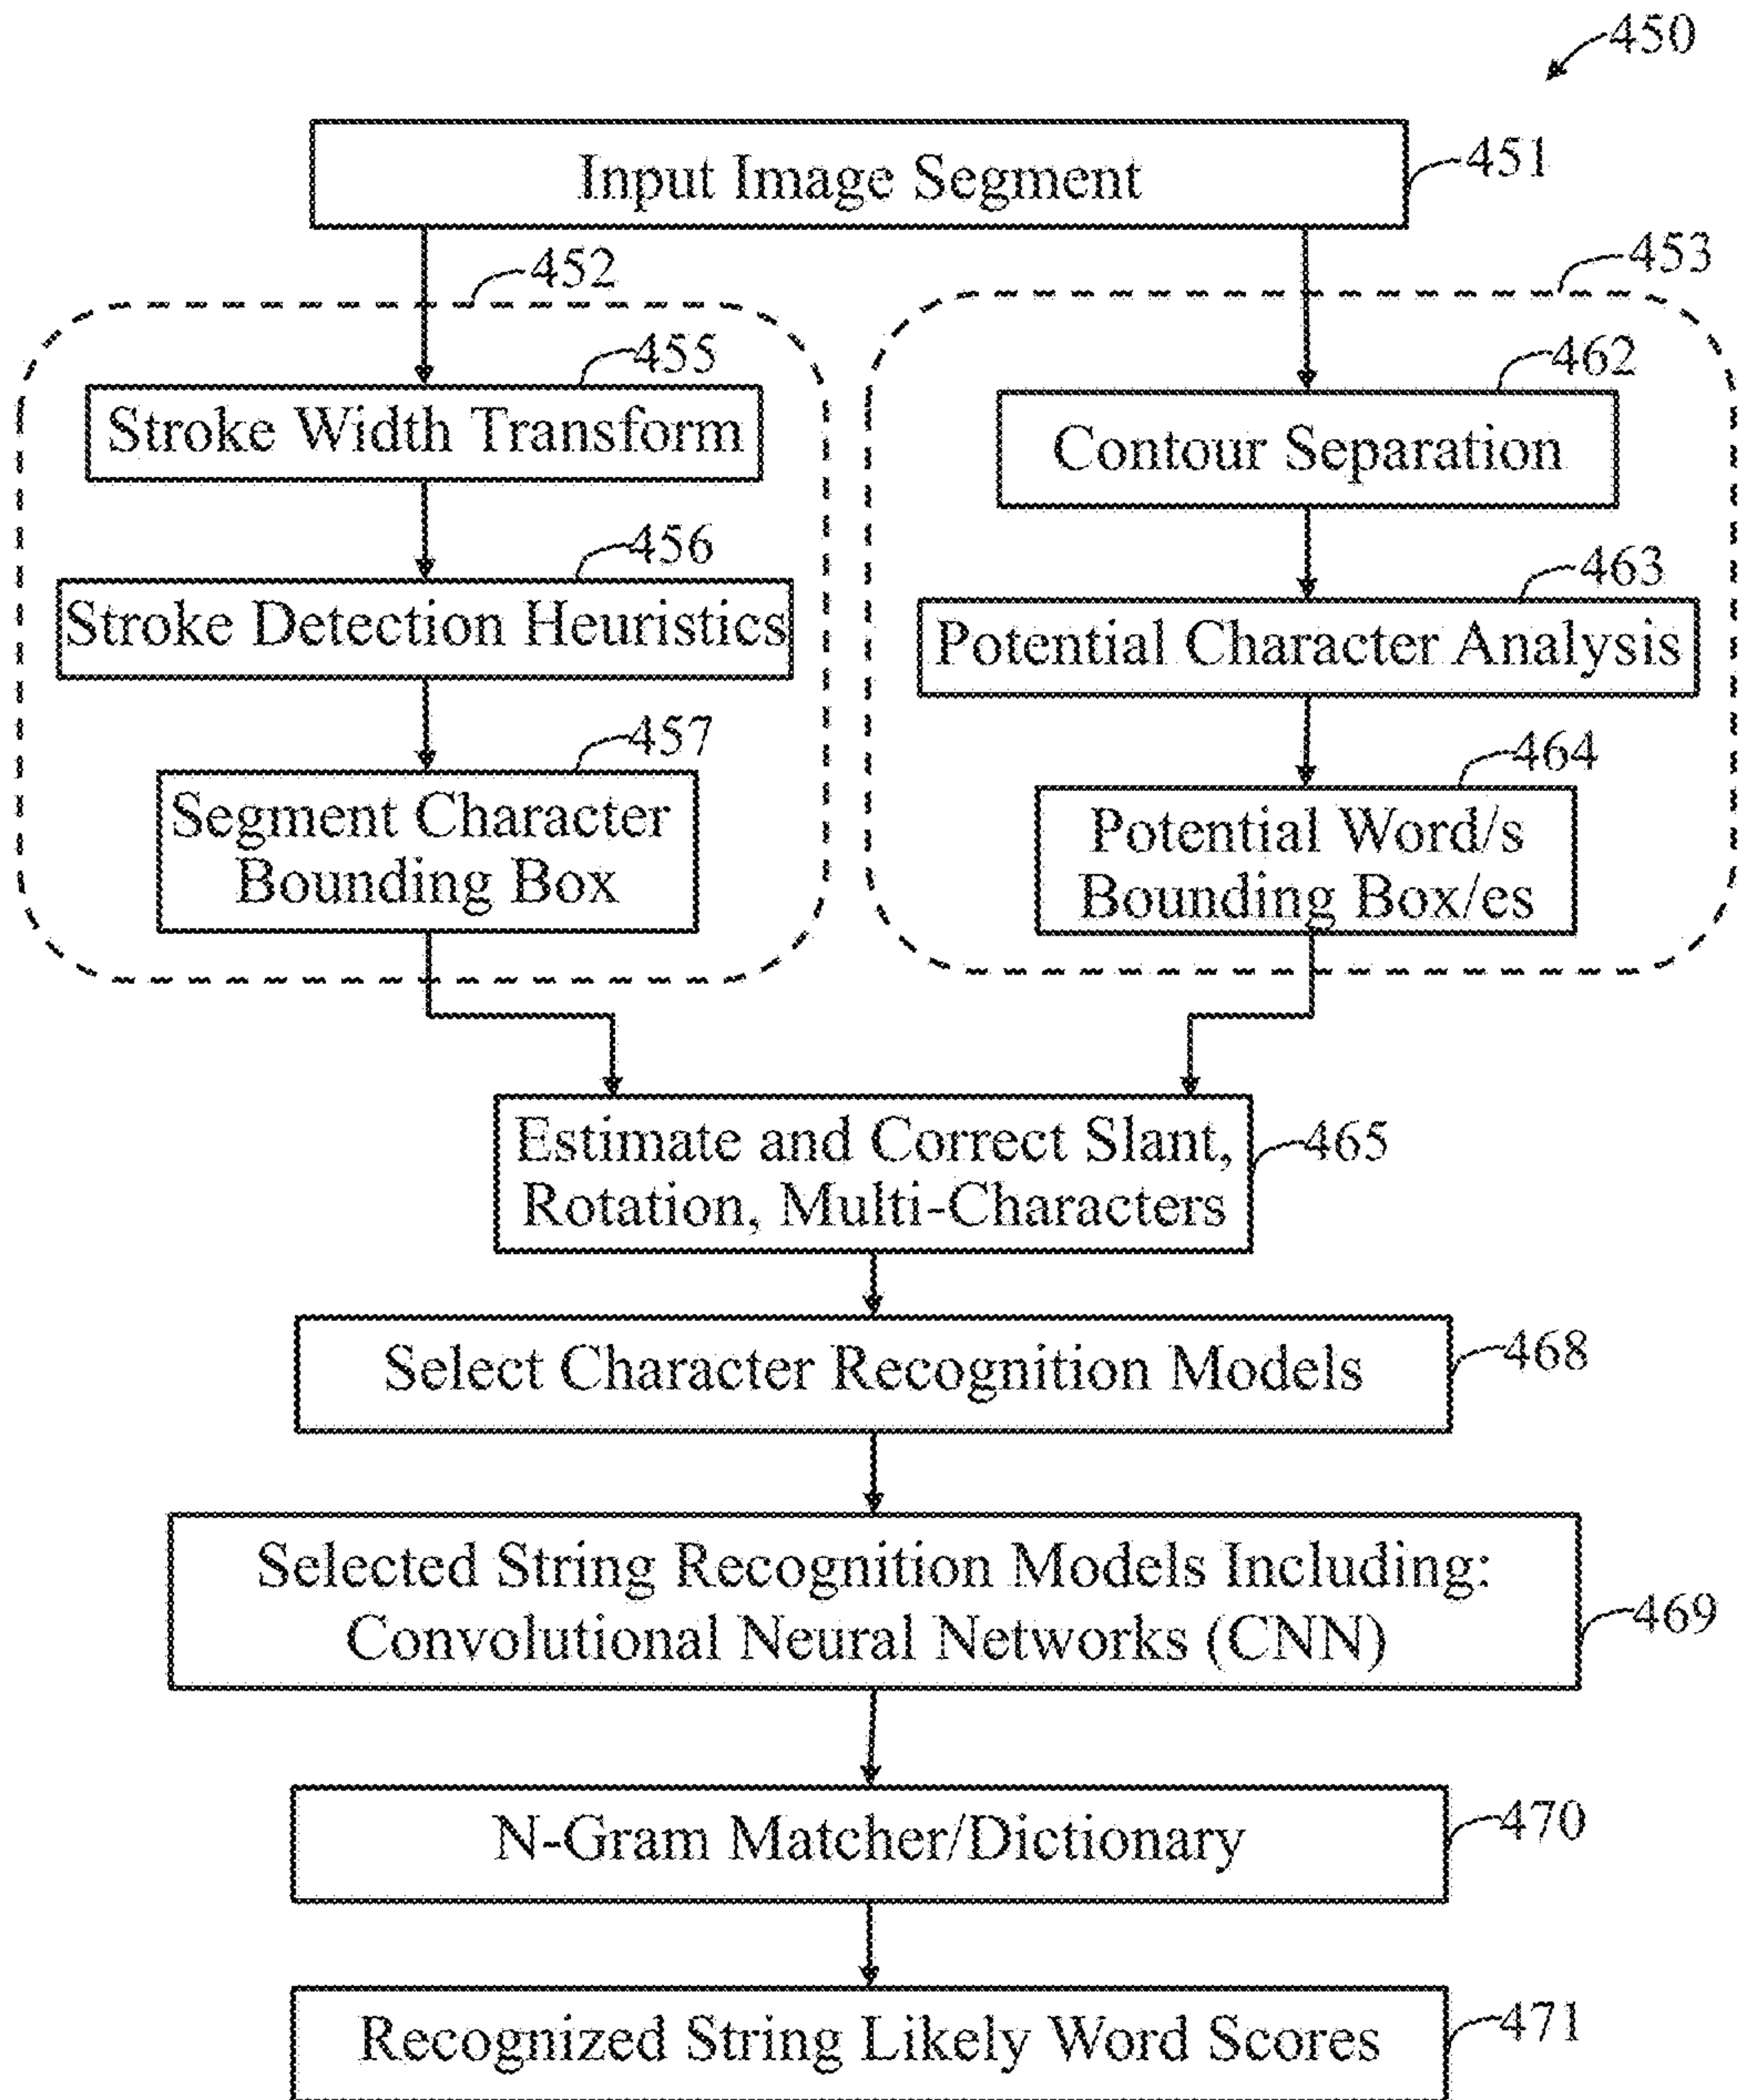 450
Input Image Segment
451
452
453
455
Stroke Width Transform
462
Contour Separation
456
Stroke Detection Heuristics
463
Potential Character Analysis
457
Segment Character
Bounding Box
464
Potential Word/s
Bounding Box/es
Estimate and Correct Slant,
Rotation, Multi-Characters
465
Select Character Recognition Models
468
Selected String Recognition Models Including:
Convolutional Neural Networks (CNN)
469
N-Gram Matcher/Dictionary
470
Recognized String Likely Word Scores
471